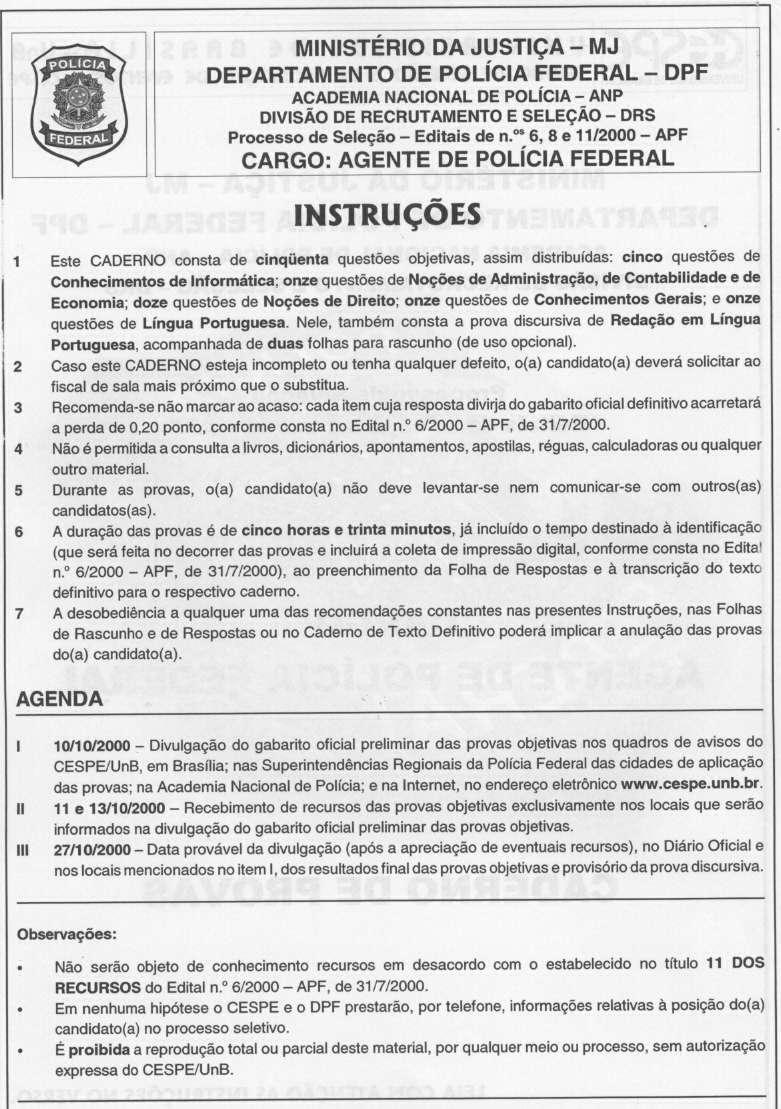 POLÍCIA
FEDERAL
MINISTÉRIO DA JUSTIÇA – MJ
DEPARTAMENTO DE POLÍCIA FEDERAL – DPF
ACADEMIA NACIONAL DE POLÍCIA – ANP
DIVISÃO DE RECRUTAMENTO E SELEÇÃO – DRS
Processo de Seleção – Editais de n.ºˢ 6, 8 e 11/2000 – APF
CARGO: AGENTE DE POLÍCIA FEDERAL
INSTRUÇÕES
1 Este CADERNO consta de cinqüenta questões objetivas, assim distribuídas: cinco questões de
Conhecimentos de Informática; onze questões de Noções de Administração, de Contabilidade e de
Economia; doze questões de Noções de Direito; onze questões de Conhecimentos Gerais; e onze
questões de Língua Portuguesa. Nele, também consta a prova discursiva de Redação em Língua
Portuguesa, acompanhada de duas folhas para rascunho (de uso opcional).
2 Caso este CADERNO esteja incompleto ou tenha qualquer defeito, o(a) candidato(a) deverá solicitar ao
fiscal de sala mais próximo que o substitua.
3 Recomenda-se não marcar ao acaso: cada item cuja resposta divirja do gabarito oficial definitivo acarretará
a perda de 0,20 ponto, conforme consta no Edital n.º 6/2000 – APF, de 31/7/2000.
4 Não é permitida a consulta a livros, dicionários, apontamentos, apostilas, réguas, calculadoras ou qualquer
outro material.
5 Durante as provas, o(a) candidato(a) não deve levantar-se nem comunicar-se com outros(as)
candidatos(as).
6 A duração das provas é de cinco horas e trinta minutos, já incluído o tempo destinado à identificação
(que será feita no decorrer das provas e incluirá a coleta de impressão digital, conforme consta no Edital
n.º 6/2000 – APF, de 31/7/2000), ao preenchimento da Folha de Respostas e à transcrição do texto
definitivo para o respectivo caderno.
7 A desobediência a qualquer uma das recomendações constantes nas presentes Instruções, nas Folhas
de Rascunho e de Respostas ou no Caderno de Texto Definitivo poderá implicar a anulação das provas
do(a) candidato(a).
AGENDA
I 10/10/2000 – Divulgação do gabarito oficial preliminar das provas objetivas nos quadros de avisos do
CESPE/UnB, em Brasília; nas Superintendências Regionais da Polícia Federal das cidades de aplicação
das provas; na Academia Nacional de Polícia; e na Internet, no endereço eletrônico www.cespe.unb.br.
II 11 e 13/10/2000 – Recebimento de recursos das provas objetivas exclusivamente nos locais que serão
informados na divulgação do gabarito oficial preliminar das provas objetivas.
III 27/10/2000 – Data provável da divulgação (após a apreciação de eventuais recursos), no Diário Oficial e
nos locais mencionados no item I, dos resultados final das provas objetivas e provisório da prova discursiva.
Observações:
• Não serão objeto de conhecimento recursos em desacordo com o estabelecido no título 11 DOS
RECURSOS do Edital n.º 6/2000 – APF, de 31/7/2000.
• Em nenhuma hipótese o CESPE e o DPF prestarão, por telefone, informações relativas à posição do(a)
candidato(a) no processo seletivo.
• É proibida a reprodução total ou parcial deste material, por qualquer meio ou processo, sem autorização
expressa do CESPE/UnB.